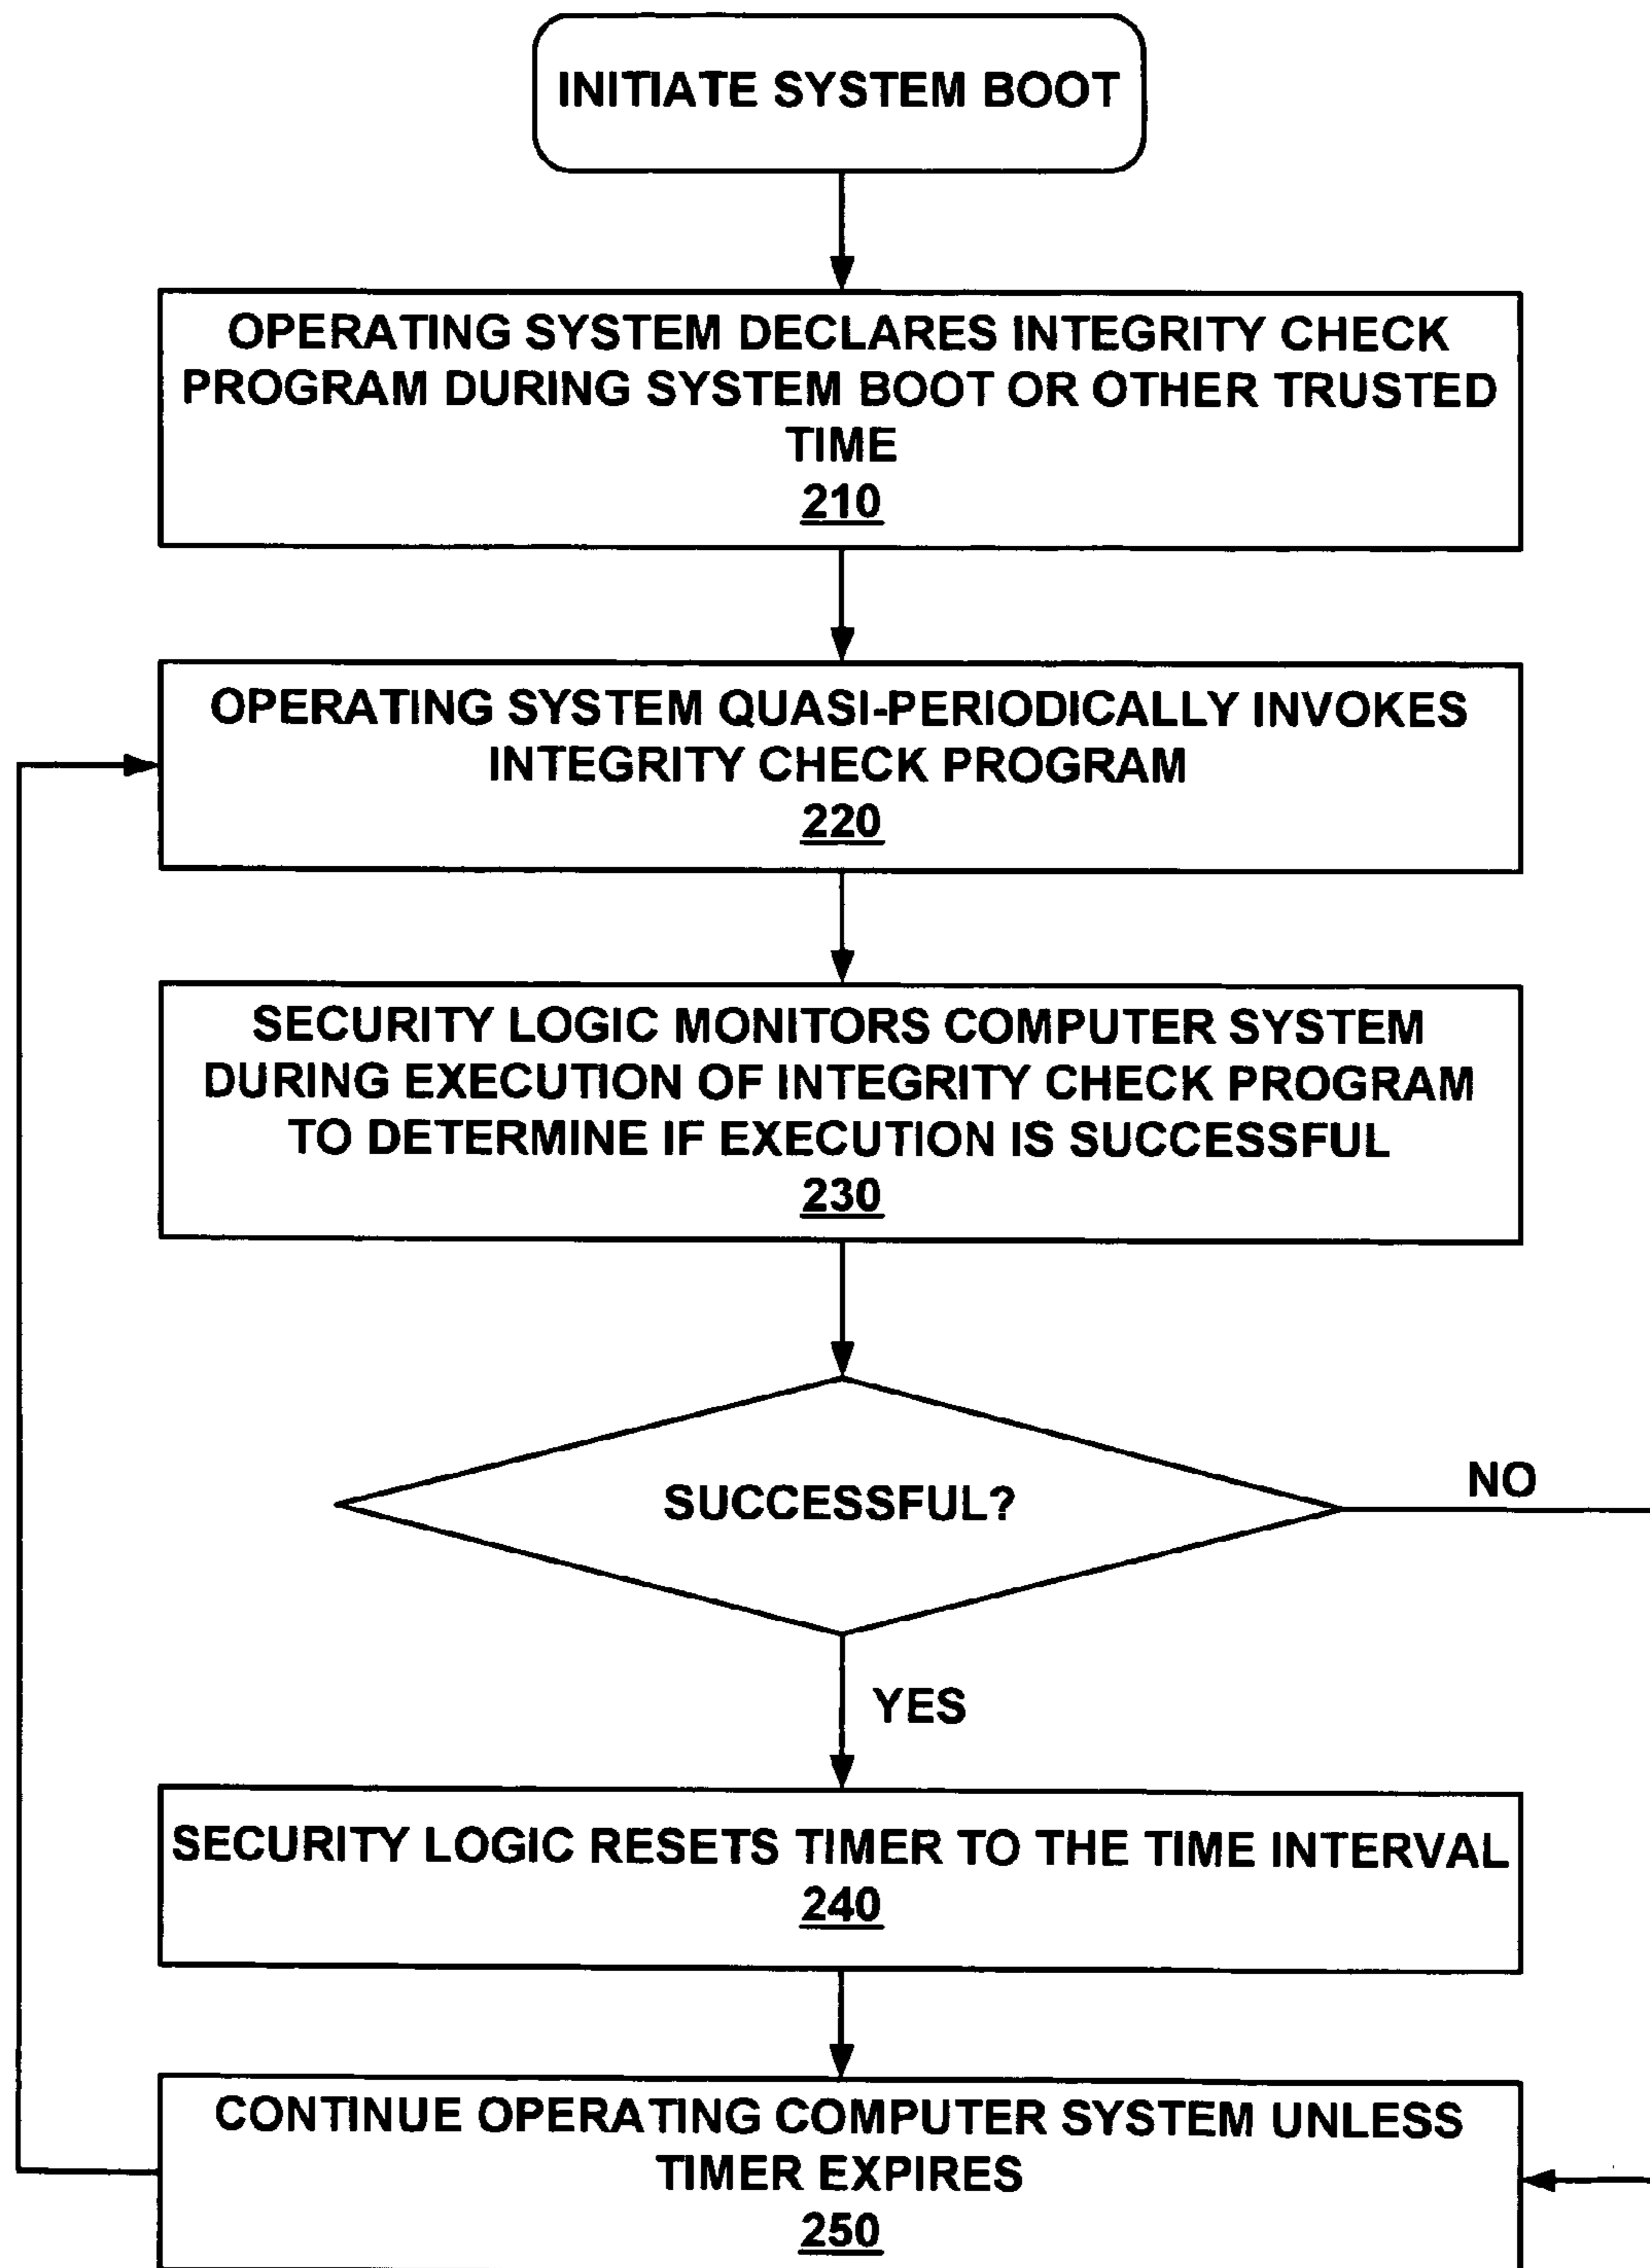 INITIATE SYSTEM BOOT
OPERATING SYSTEM DECLARES INTEGRITY CHECK
PROGRAM DURING SYSTEM BOOT OR OTHER TRUSTED
TIME
210
OPERATING SYSTEM QUASI-PERIODICALLY INVOKES
INTEGRITY CHECK PROGRAM
220
SECURITY LOGIC MONITORS COMPUTER SYSTEM
DURING EXECUTION OF INTEGRITY CHECK PROGRAM
TO DETERMINE IF EXECUTION IS SUCCESSFUL
230
NO
SUCCESSFUL?
YES
SECURITY LOGIC RESETS TIMER TO THE TIME INTERVAL
240
CONTINUE OPERATING COMPUTER SYSTEM UNLESS
TIMER EXPIRES
250